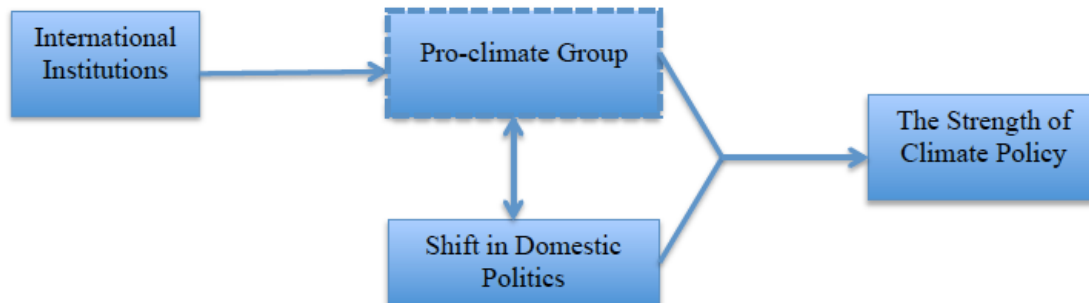 International
Institutions
Pro-climate Group
The Strength of
Climate Policy
Shift in Domestic
Politics